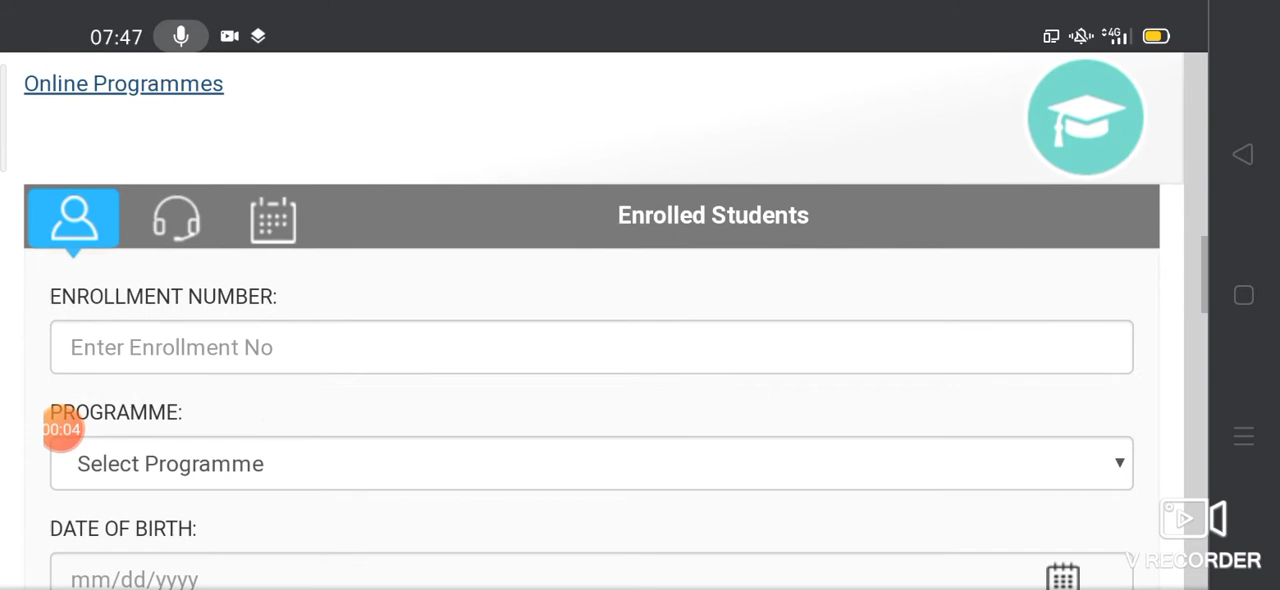 07:47
4G
Online Programmes
Enrolled Students
ENROLLMENT NUMBER:
Enter Enrollment No
PROGRAMME:
00:04
Select Programme
DATE OF BIRTH:
mm/dd/yyyy
V RECORDER